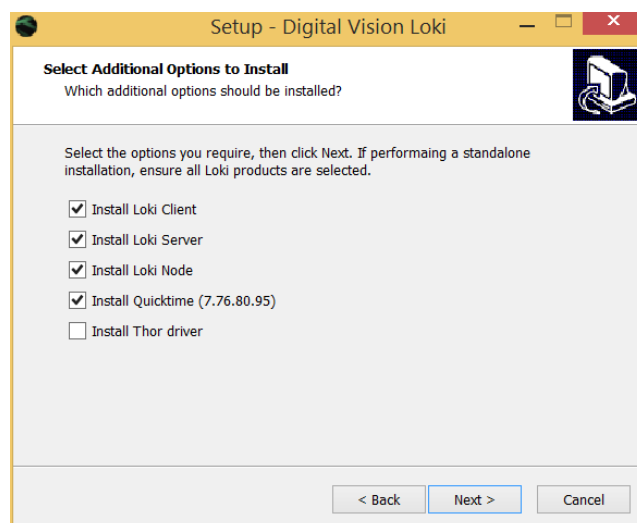 Setup - Digital Vision Loki
Select Additional Options to Install
Which additional options should be installed?
Select the options you require, then click Next. If performaing a standalone
installation, ensure all Loki products are selected.
Install Loki Client
Install Loki Server
Install Loki Node
Install Quicktime (7.76.80.95)
Install Thor driver
< Back
Next >
Cancel